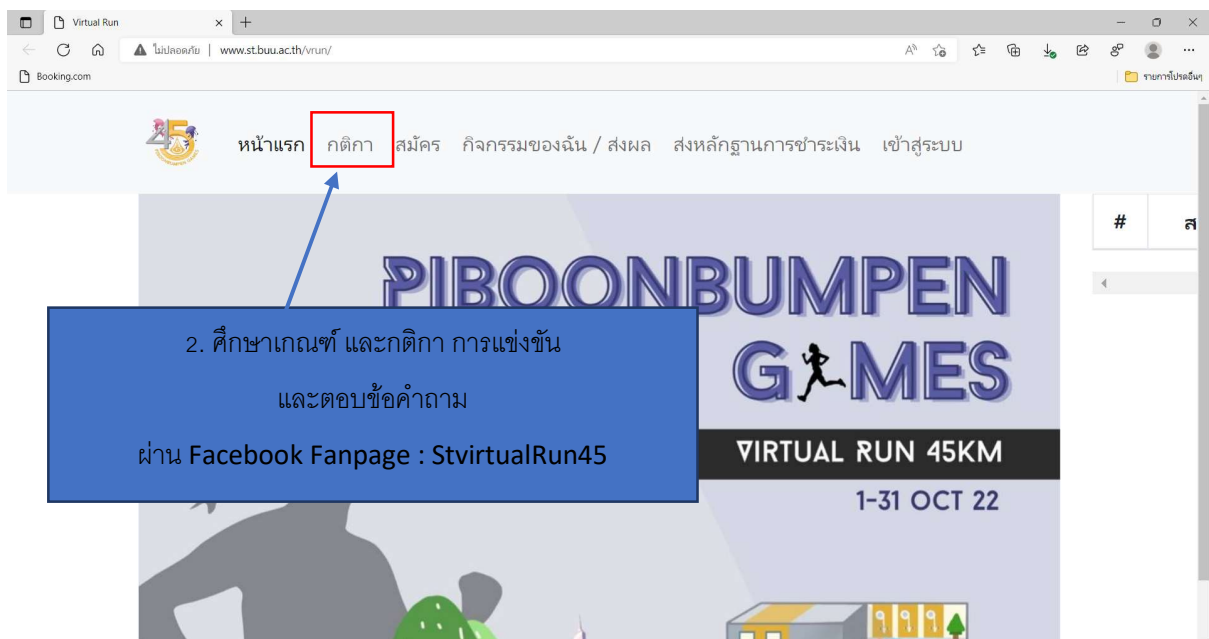 Virtual Run
ไม่ปลอดภัย | www.st.buu.ac.th/vrun/
Booking.com
รายการโปรดอื่นๆ
45
หน้าแรก กติกา สมัคร กิจกรรมของฉัน / ส่งผล ส่งหลักฐานการชำระเงิน เข้าสู่ระบบ
#
PIBOONBUMPEN
GAMES
VIRTUAL RUN 45KM
1-31 OCT 22
2. ศึกษาเกณฑ์ และกติกา การแข่งขัน
และตอบข้อคำถาม
ผ่าน Facebook Fanpage : StvirtualRun45